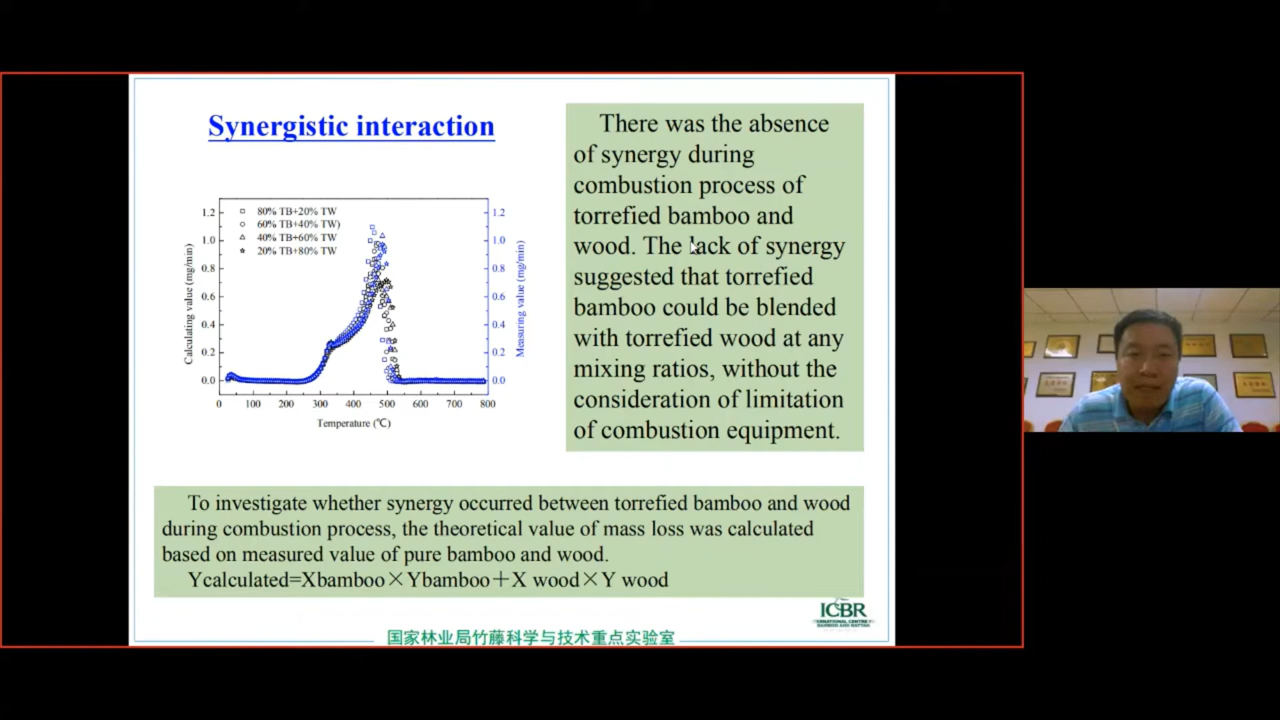 Synergistic interaction
80% TB+20% TW
60% TB+40% TW)
40% TB+60% TW
20% TB+80% TW
1.2
1.0
0.8
0.6
0.4
0.2
0.0
Calculating value (mg/min)
1.2
1.0
0.8
0.6
0.4
0.2
0.0
Measuring value (mg/min)
0 100 200 300 400 500 600 700 800
Temperature (℃)
There was the absence
of synergy during
combustion process of
torrefied bamboo and
wood. The lack of synergy
suggested that torrefied
bamboo could be blended
with torrefied wood at any
mixing ratios, without the
consideration of limitation
of combustion equipment.
To investigate whether synergy occurred between torrefied bamboo and wood
during combustion process, the theoretical value of mass loss was calculated
based on measured value of pure bamboo and wood.
Ycalculated=Xbamboo×Ybamboo+X wood×Y wood
ICBR
国家林业局竹藤科学与技术重点实验室